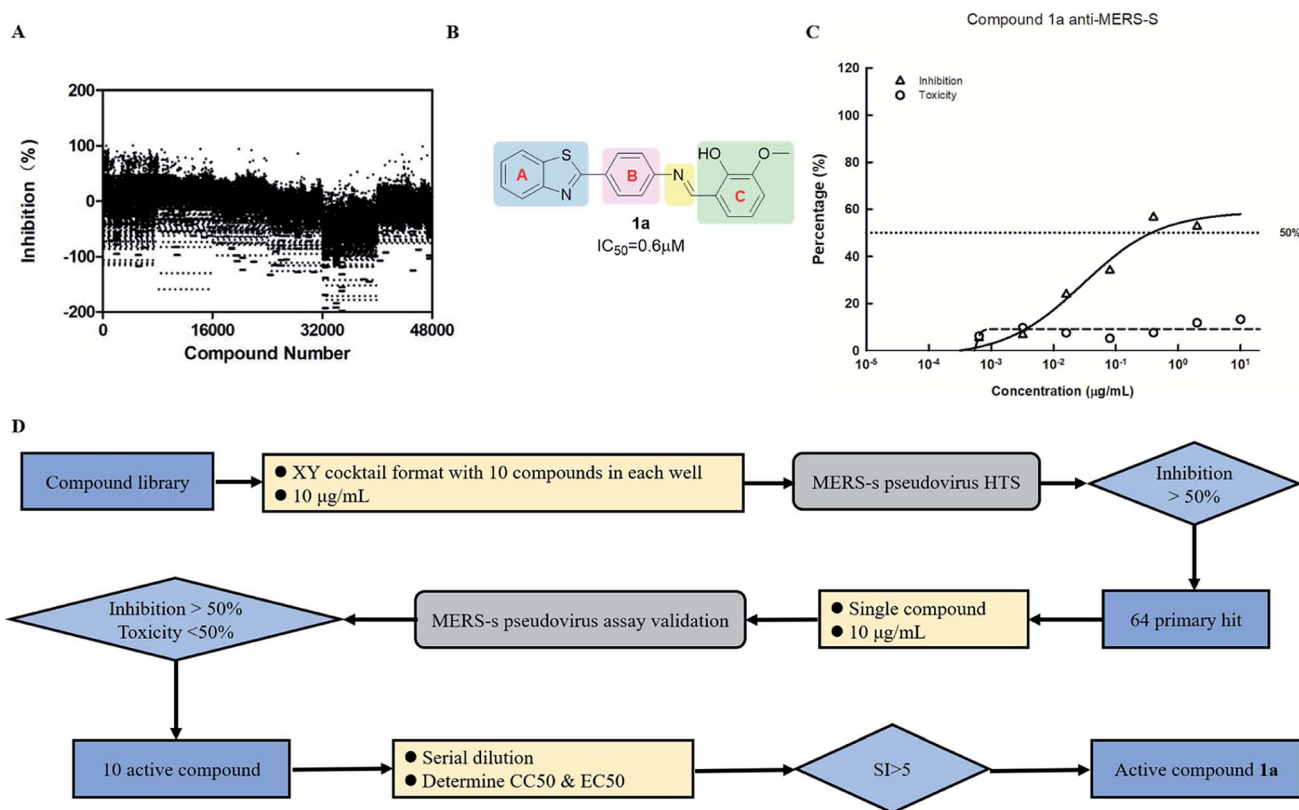 A
Inhibition (%)
200
100
0
-100
-200
0
16000
32000
48000
Compound Number
B
A
S
N
B
N
HO
O
C
1a
IC50=0.6μM
C
Compound 1a anti-MERS-S
Percentage (%)
120
100
80
60
40
20
0
Inhibition
Toxicity
50%
10-5
10-4
10-3
10-2
10-1
100
101
Concentration (μg/mL)
D
Compound library
● XY cocktail format with 10 compounds in each well
● 10 μg/mL
MERS-s pseudovirus HTS
Inhibition
> 50%
64 primary hit
● Single compound
● 10 μg/mL
MERS-s pseudovirus assay validation
Inhibition > 50%
Toxicity <50%
10 active compound
● Serial dilution
● Determine CC50 & EC50
SI>5
Active compound 1a